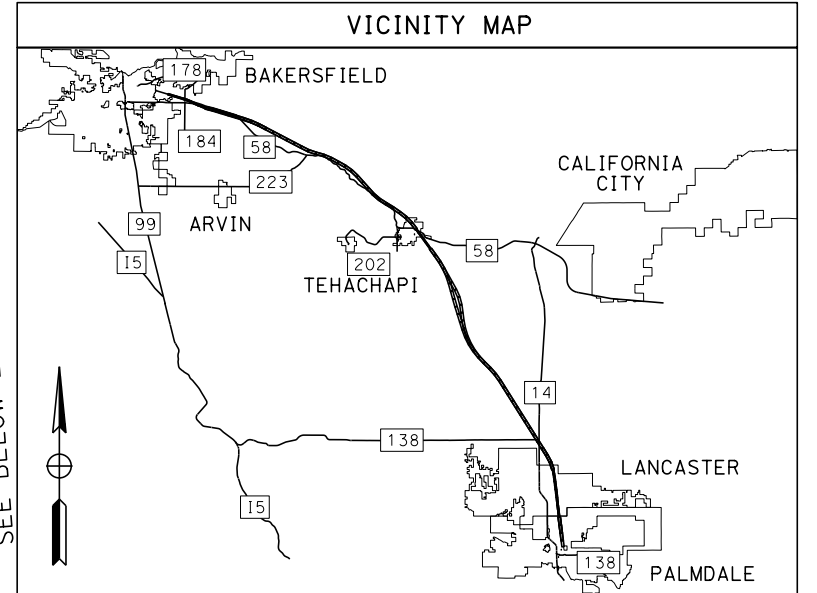 VICINITY MAP
178
BAKERSFIELD
184
58
CALIFORNIA
CITY
223
ARVIN
99
I5
202
58
TEHACHAPI
14
138
LANCASTER
I5
138
PALMDALE
SEE BELOW